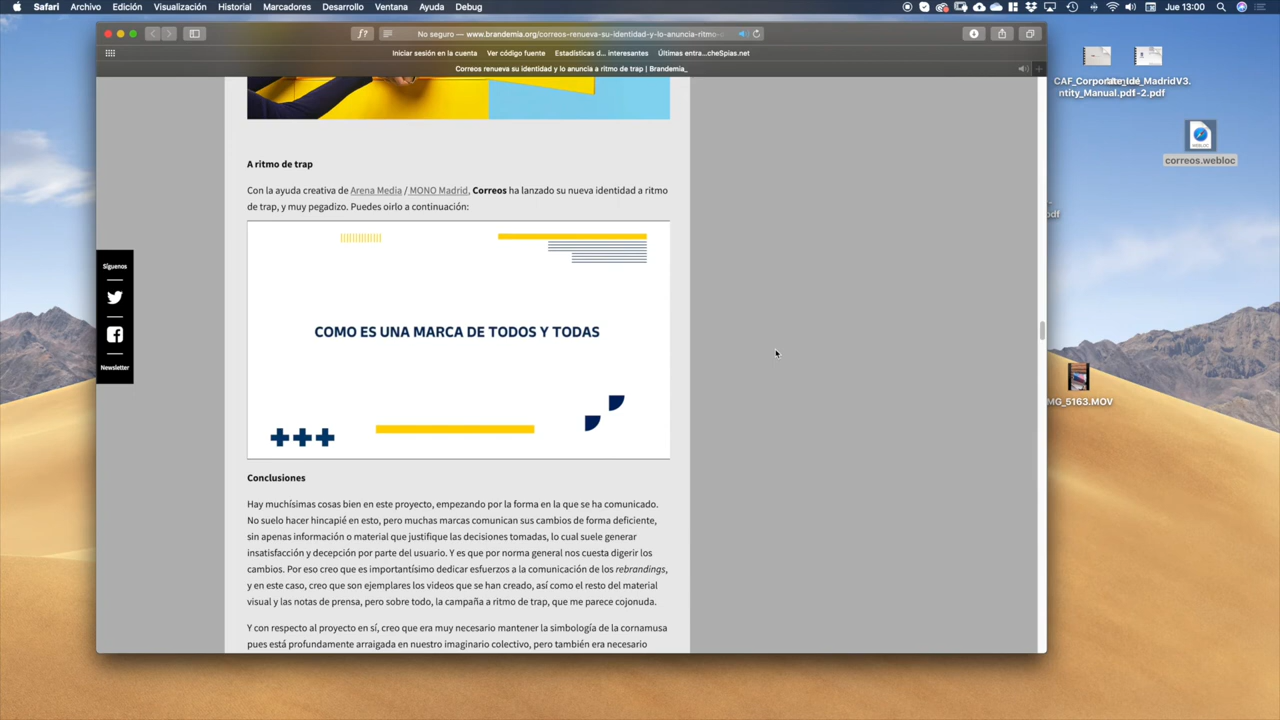 Safari Archivo Edición Visualización Historial Marcadores Desarrollo Ventana Ayuda Debug Jue 13:00
No seguro — www.brandemia.org/correos-renueva-su-identidad-y-lo-anuncia-ritmo-
Iniciar sesión en la cuenta Ver código fuente Estadísticas d... interesantes Últimas entra...cheSpias.net
Correos renueva su identidad y lo anuncia a ritmo de trap | Brandemia_
A ritmo de trap
Con la ayuda creativa de Arena Media / MONO Madrid, Correos ha lanzado su nueva identidad a ritmo
de trap, y muy pegadizo. Puedes oirlo a continuación:
COMO ES UNA MARCA DE TODOS Y TODAS
Síguenos
Newsletter
Conclusiones
Hay muchísimas cosas bien en este proyecto, empezando por la forma en la que se ha comunicado.
No suelo hacer hincapié en esto, pero muchas marcas comunican sus cambios de forma deficiente,
sin apenas información o material que justifique las decisiones tomadas, lo cual suele generar
insatisfacción y decepción por parte del usuario. Y es que por norma general nos cuesta digerir los
cambios. Por eso creo que es importantísimo dedicar esfuerzos a la comunicación de los rebrandings,
y en este caso, creo que son ejemplares los videos que se han creado, así como el resto del material
visual y las notas de prensa, pero sobre todo, la campaña a ritmo de trap, que me parece cojonuda.
Y con respecto al proyecto en sí, creo que era muy necesario mantener la simbología de la cornamusa
pues está profundamente arraigada en nuestro imaginario colectivo, pero también era necesario
CAF_Corporate_Ide
ntity_Manual.pdf
_MadridV3.
-2.pdf
WEBLOC
correos.webloc
df
MG_5163.MOV